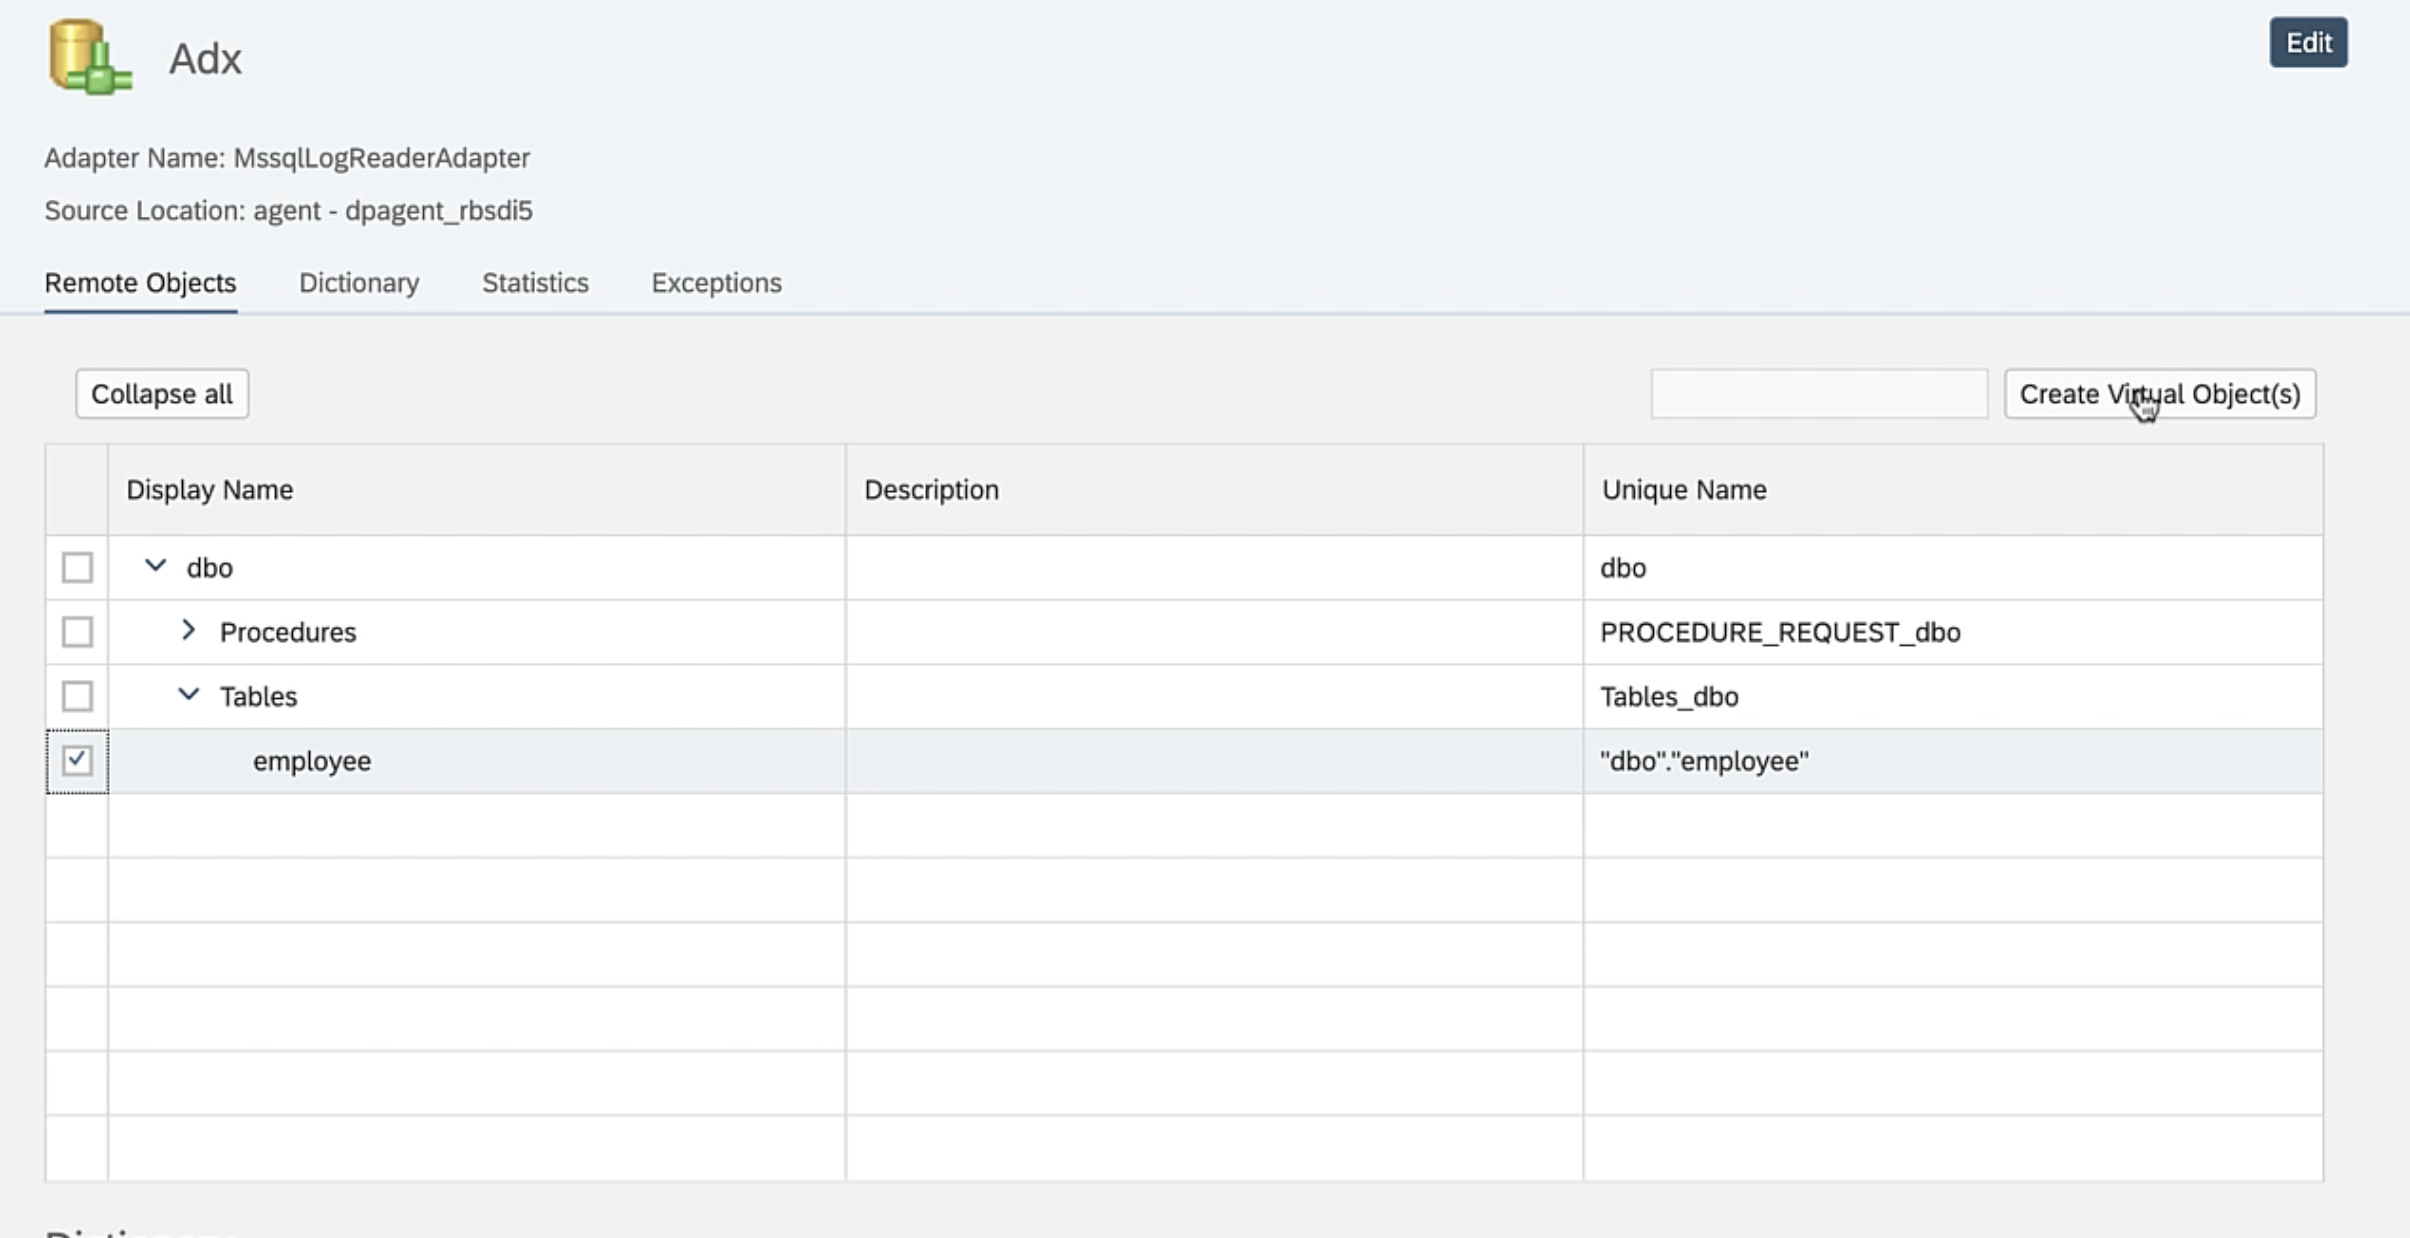 Adx
Edit
Adapter Name: MssqlLogReaderAdapter
Source Location: agent - dpagent_rbsdi5
Remote Objects Dictionary Statistics Exceptions
Collapse all Create Virtual Object(s)
Display Name Description Unique Name
dbo dbo
Procedures PROCEDURE_REQUEST_dbo
Tables Tables_dbo
employee "dbo"."employee"